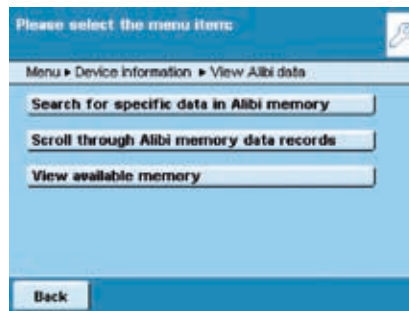 Please select the menu item:
Menu ▸ Device information ▸ View Alibi data
Search for specific data in Alibi memory
Scroll through Alibi memory data records
View available memory
Back